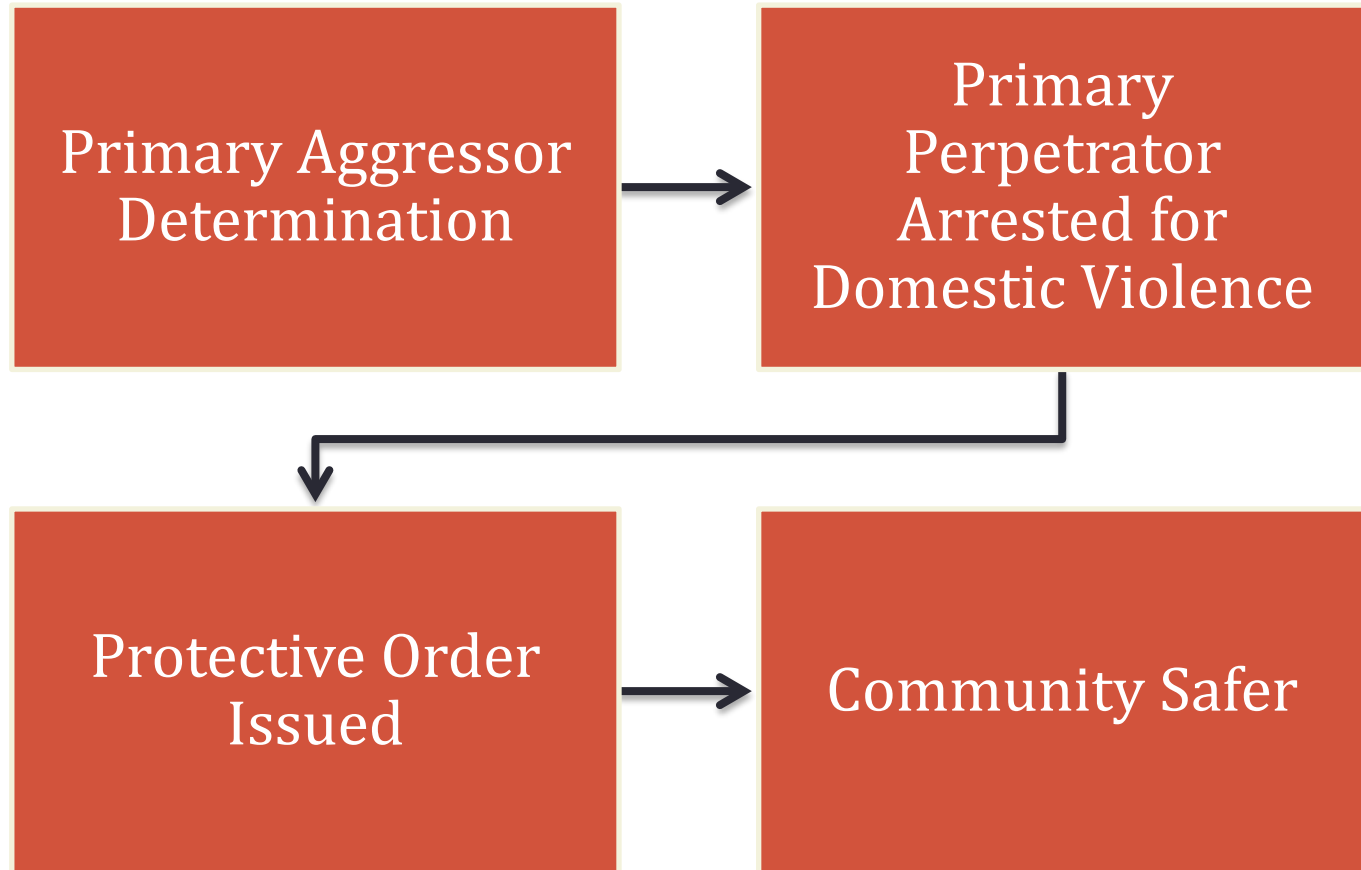 Primary Aggressor
Determination
Primary
Perpetrator
Arrested for
Domestic Violence
Protective Order
Issued
Community Safer